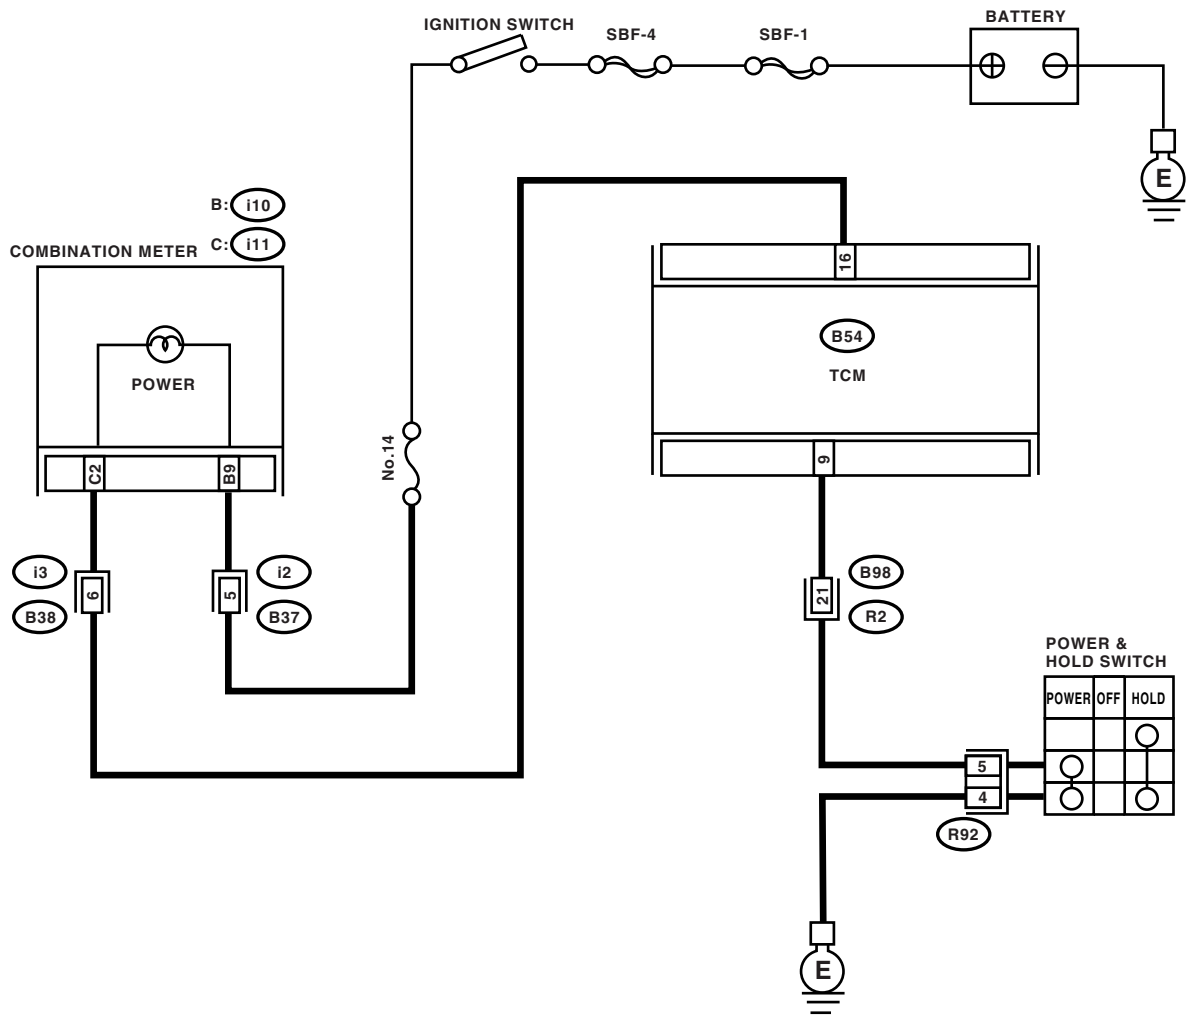 BATTERY
IGNITION SWITCH
SBF-4
SBF-1
E
B: i10
C: i11
COMBINATION METER
POWER
C2
B9
No.14
16
B54
TCM
9
i3
B38
6
i2
B37
5
B98
R2
21
POWER &
HOLD SWITCH
POWER OFF HOLD
5
4
R92
E